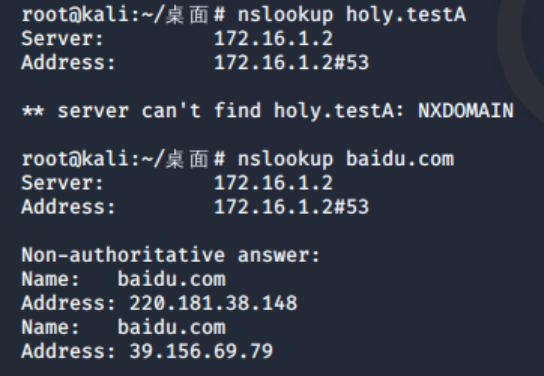 root@kali:~/桌面# nslookup holy.testA
Server:         172.16.1.2
Address:        172.16.1.2#53
** server can't find holy.testA: NXDOMAIN
root@kali:~/桌面# nslookup baidu.com
Server:         172.16.1.2
Address:        172.16.1.2#53
Non-authoritative answer:
Name:   baidu.com
Address: 220.181.38.148
Name:   baidu.com
Address: 39.156.69.79